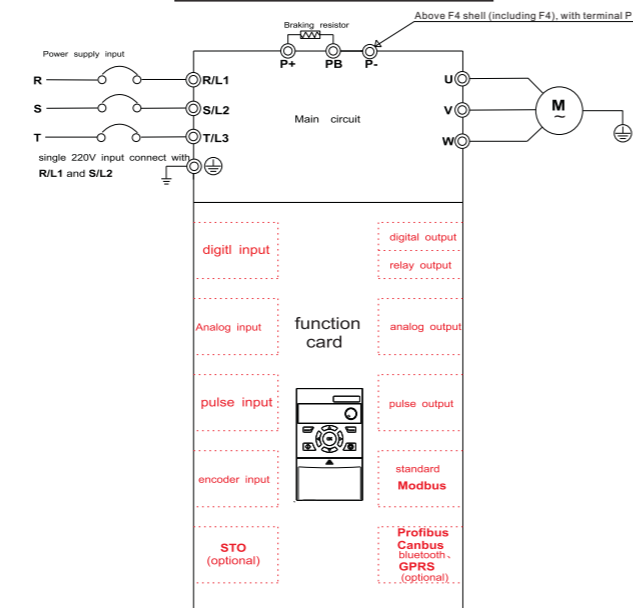 Above F4 shell (including F4), with terminal P
Braking resistor
Power supply input
P+ PB P-
R R/L1 U
S S/L2 Main circuit V M
~
T T/L3 W
single 220V input connect with
R/L1 and S/L2
digitl input
digital output
relay output
Analog input
function
card
analog output
pulse input
pulse output
encoder input
standard
Modbus
STO
(optional)
Profibus
Canbus
bluetooth、
GPRS
(optional)